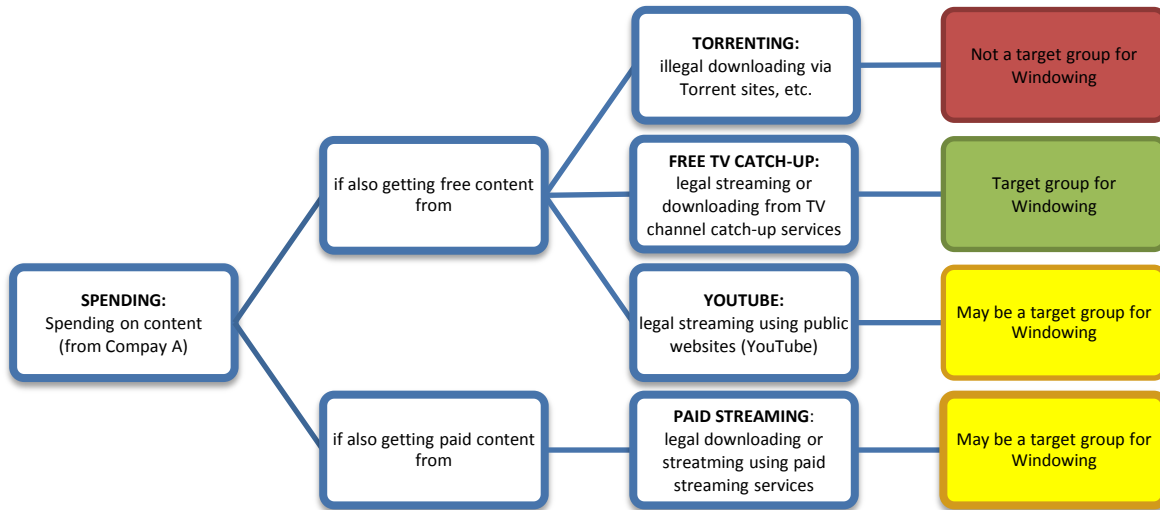 TORRENTING:
illegal downloading via
Torrent sites, etc.
Not a target group for
Windowing
if also getting free content
from
FREE TV CATCH-UP:
legal streaming or
downloading from TV
channel catch-up services
Target group for
Windowing
SPENDING:
Spending on content
(from Compay A)
YOUTUBE:
legal streaming using public
websites (YouTube)
May be a target group for
Windowing
if also getting paid content
from
PAID STREAMING:
legal downloading or
streatming using paid
streaming services
May be a target group for
Windowing